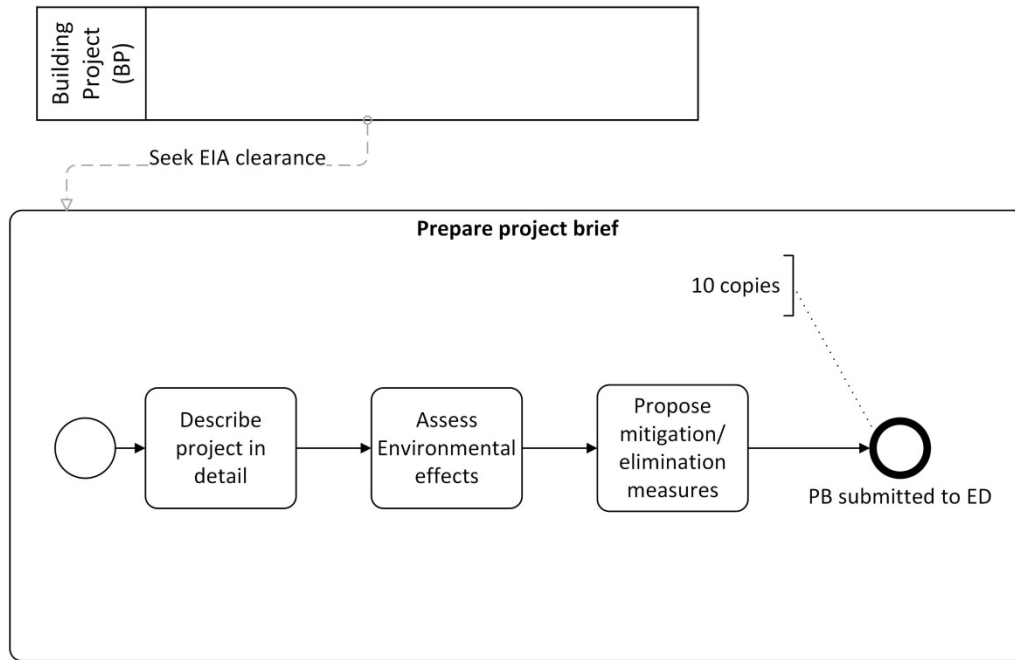 Building
Project
(BP)
Seek EIA clearance
Prepare project brief
10 copies
Describe
project in
detail
Assess
Environmental
effects
Propose
mitigation/
elimination
measures
PB submitted to ED